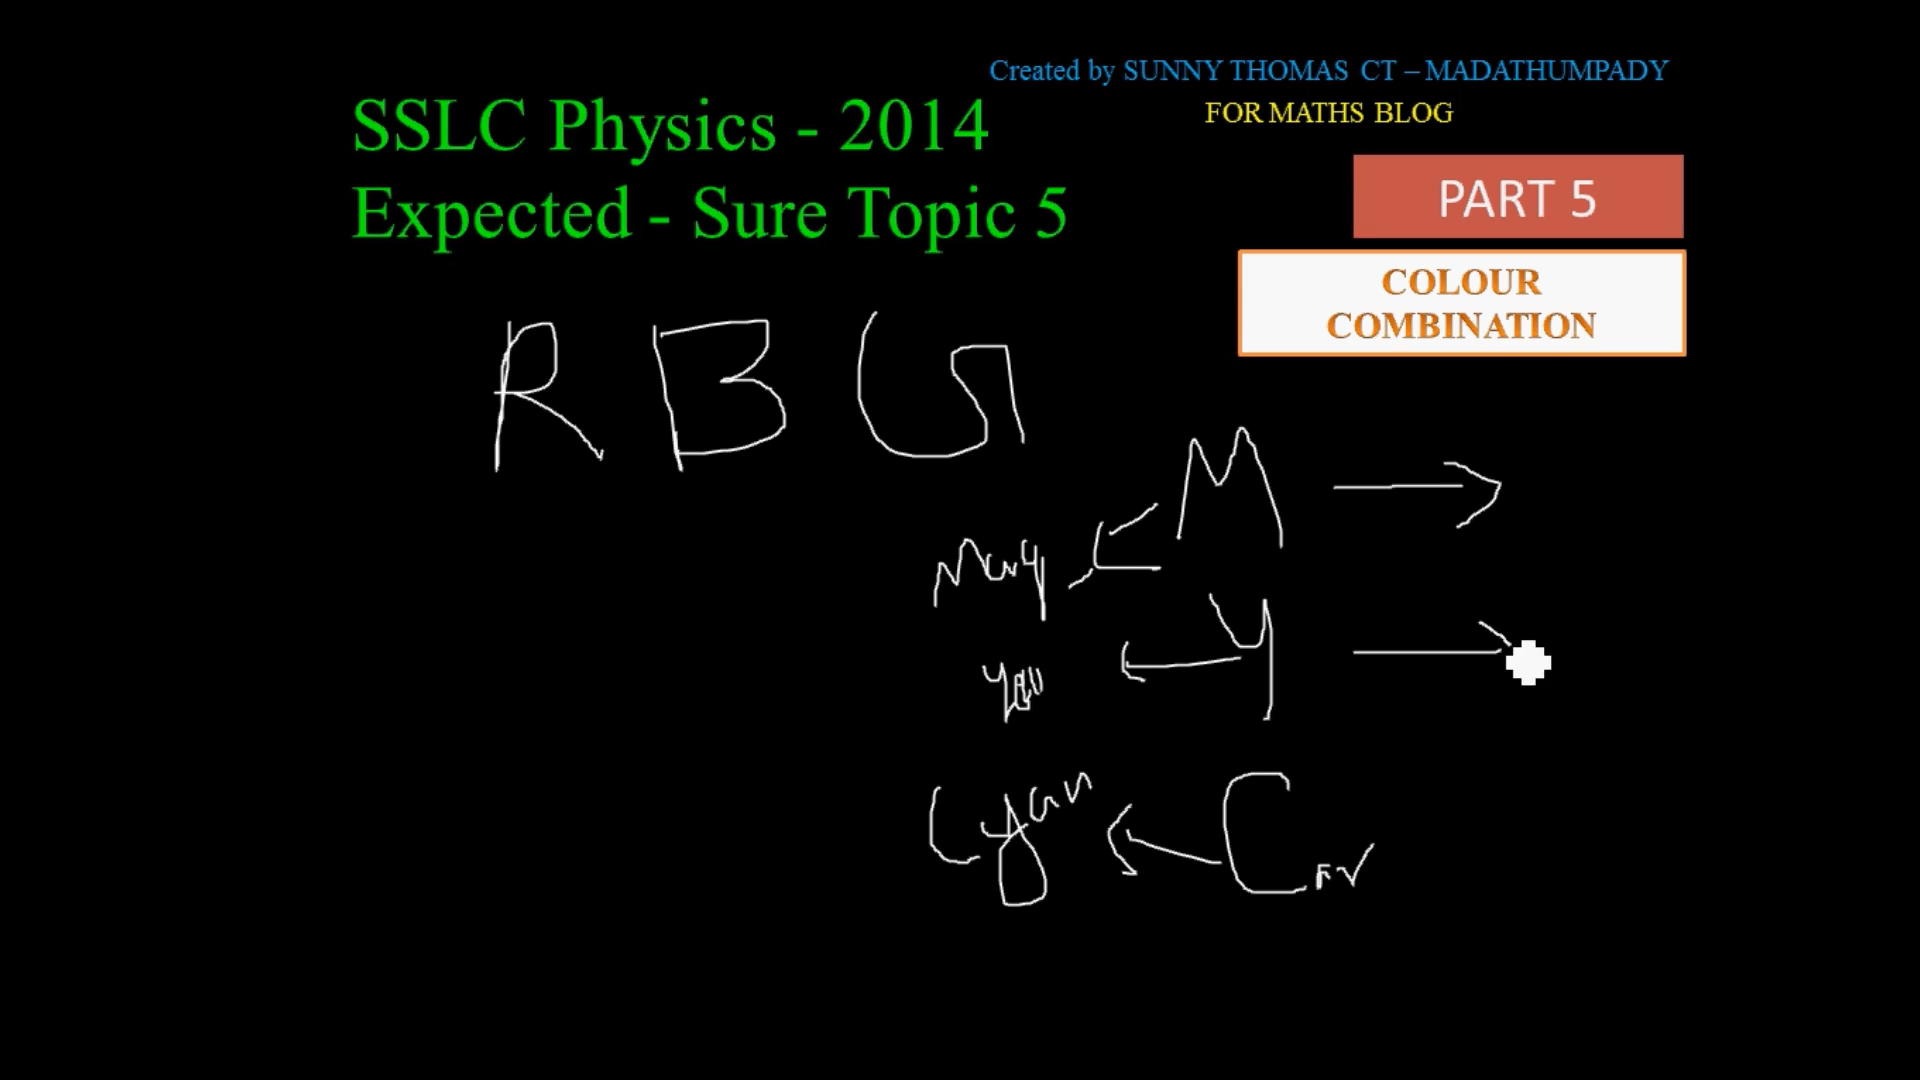 Created by SUNNY THOMAS CT – MADATHUMPADY
FOR MATHS BLOG
SSLC Physics - 2014
Expected - Sure Topic 5
PART 5
COLOUR
COMBINATION
R B G
M
Y
Cyan C